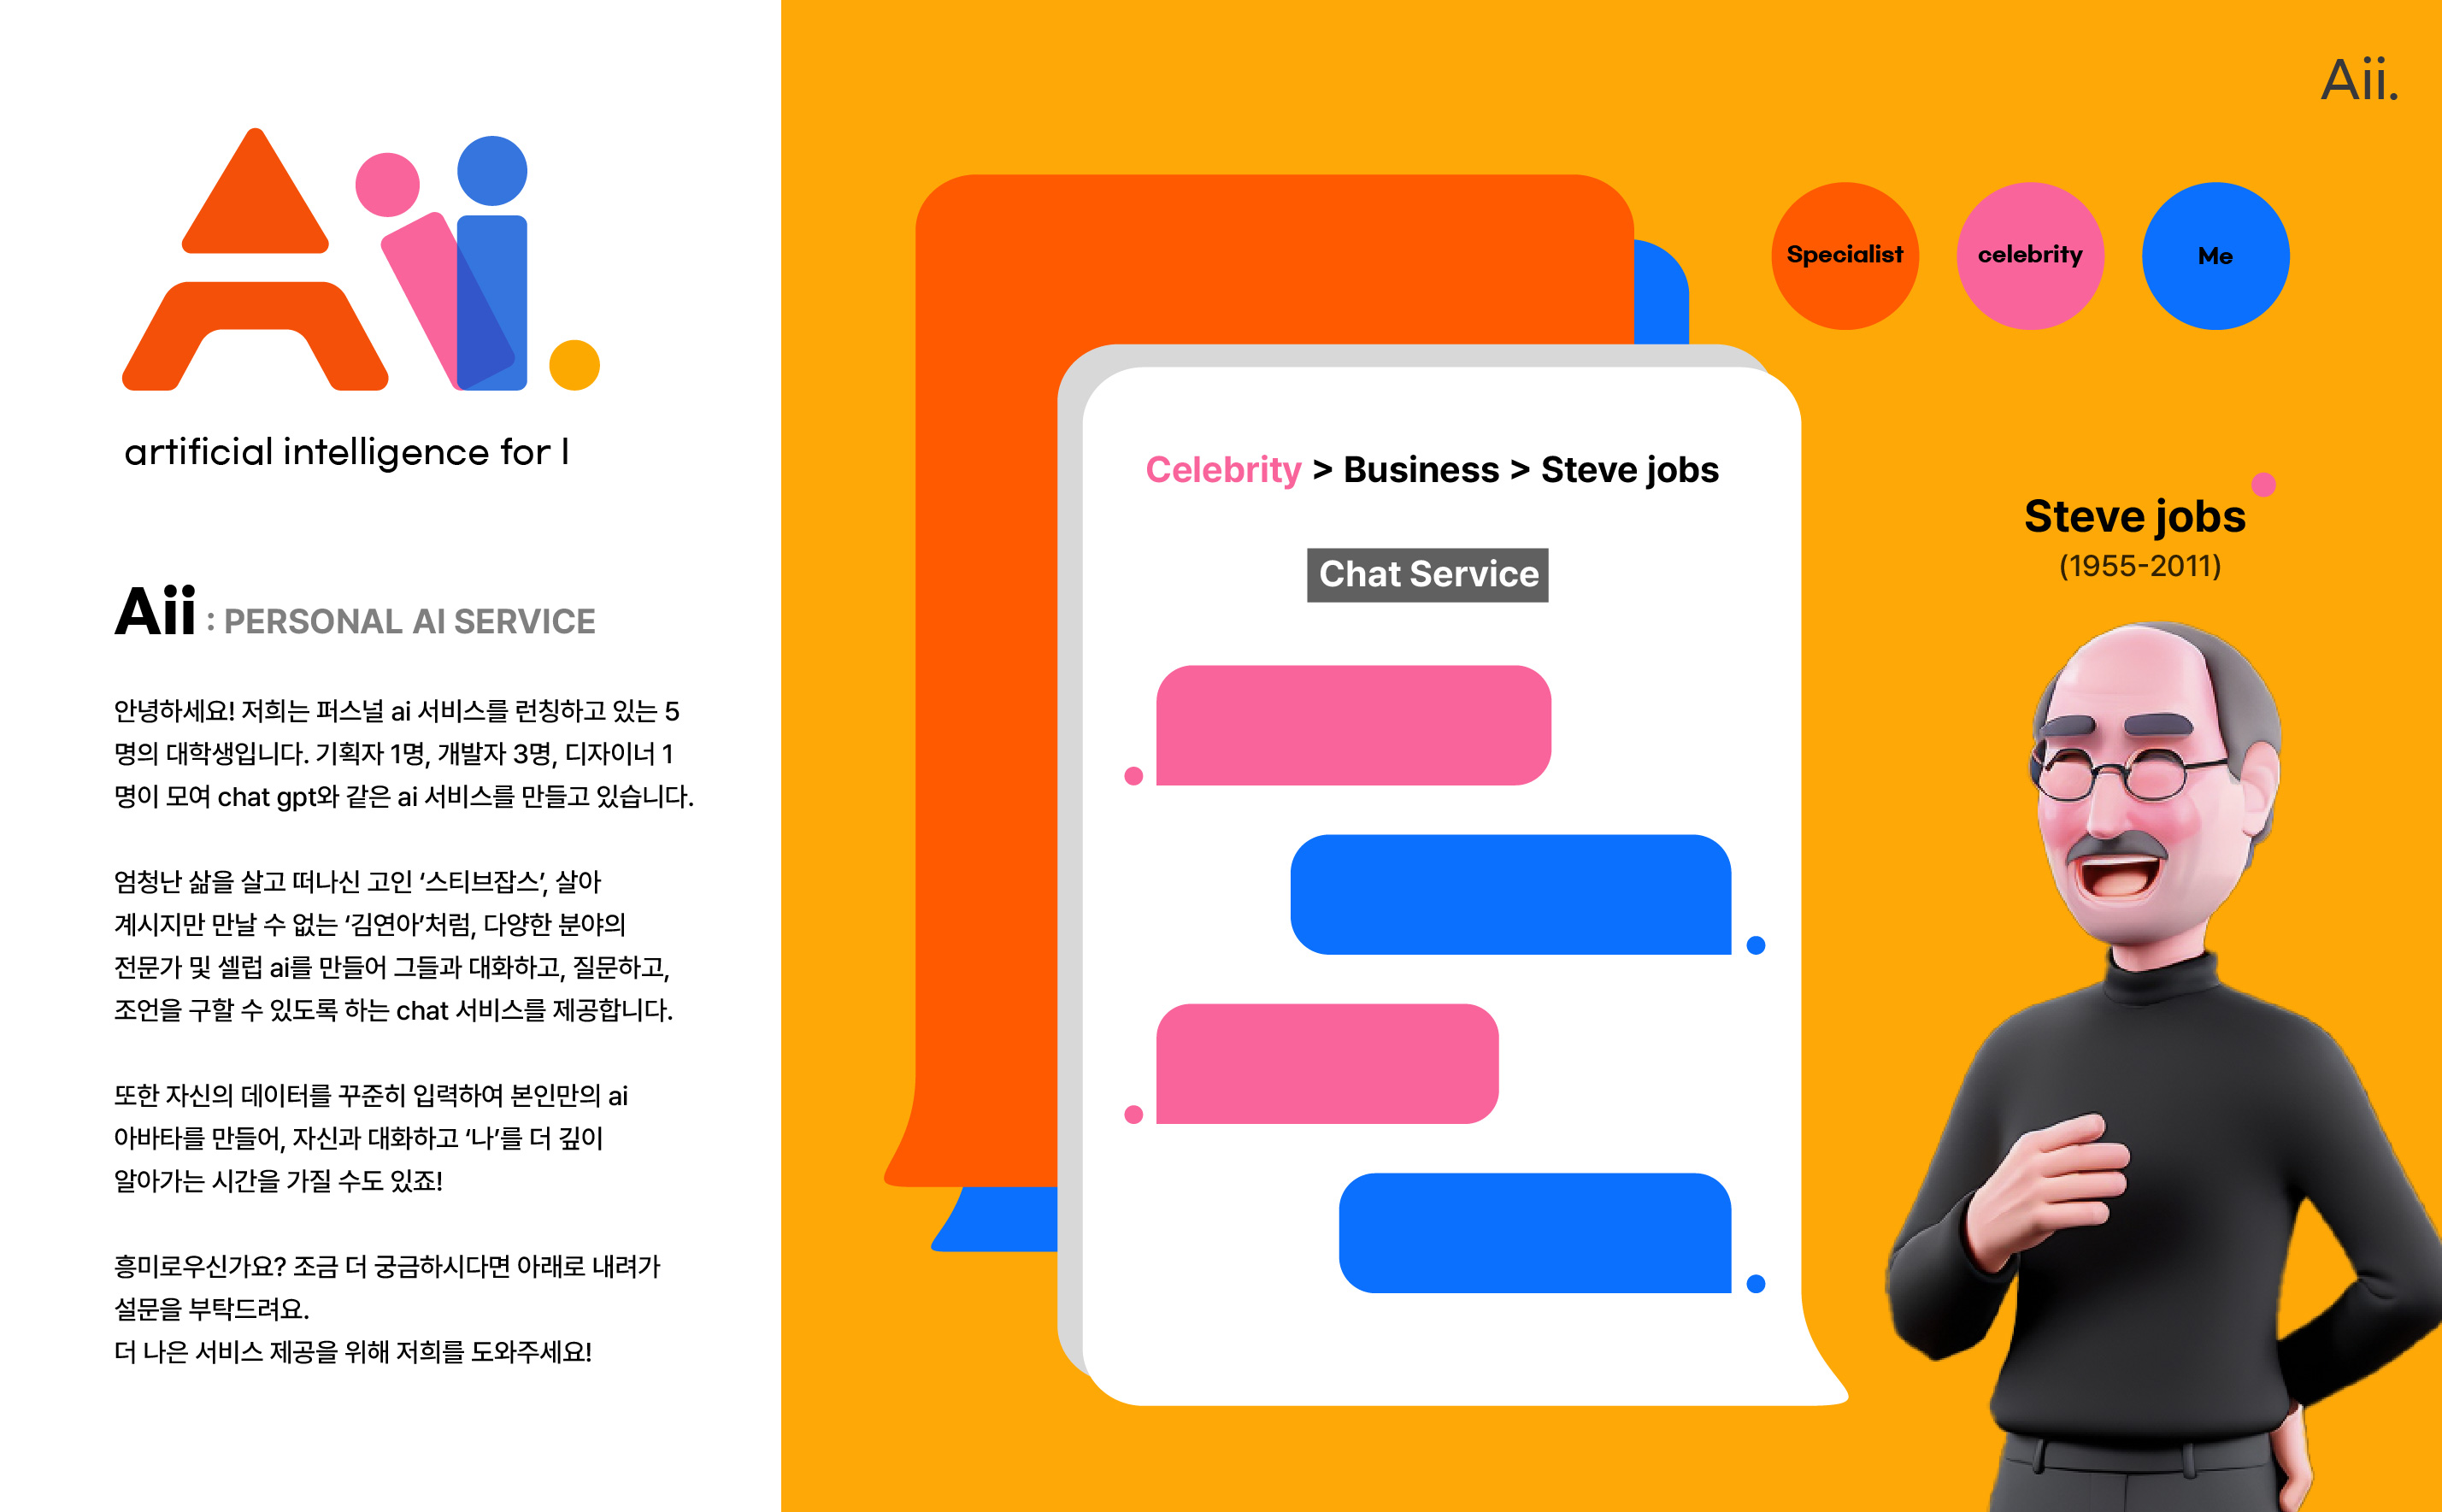 Aii.
artificial intelligence for I
Aii : PERSONAL AI SERVICE
안녕하세요! 저희는 퍼스널 ai 서비스를 런칭하고 있는 5
명의 대학생입니다. 기획자 1명, 개발자 3명, 디자이너 1
명이 모여 chat gpt와 같은 ai 서비스를 만들고 있습니다.
엄청난 삶을 살고 떠나신 고인 ‘스티브잡스’, 살아
계시지만 만날 수 없는 ‘김연아’처럼, 다양한 분야의
전문가 및 셀럽 ai를 만들어 그들과 대화하고, 질문하고,
조언을 구할 수 있도록 하는 chat 서비스를 제공합니다.
또한 자신의 데이터를 꾸준히 입력하여 본인만의 ai
아바타를 만들어, 자신과 대화하고 ‘나’를 더 깊이
알아가는 시간을 가질 수도 있죠!
흥미로우신가요? 조금 더 궁금하시다면 아래로 내려가
설문을 부탁드려요.
더 나은 서비스 제공을 위해 저희를 도와주세요!
Aii.
Specialist
celebrity
Me
Celebrity > Business > Steve jobs
Chat Service
Steve jobs
(1955-2011)